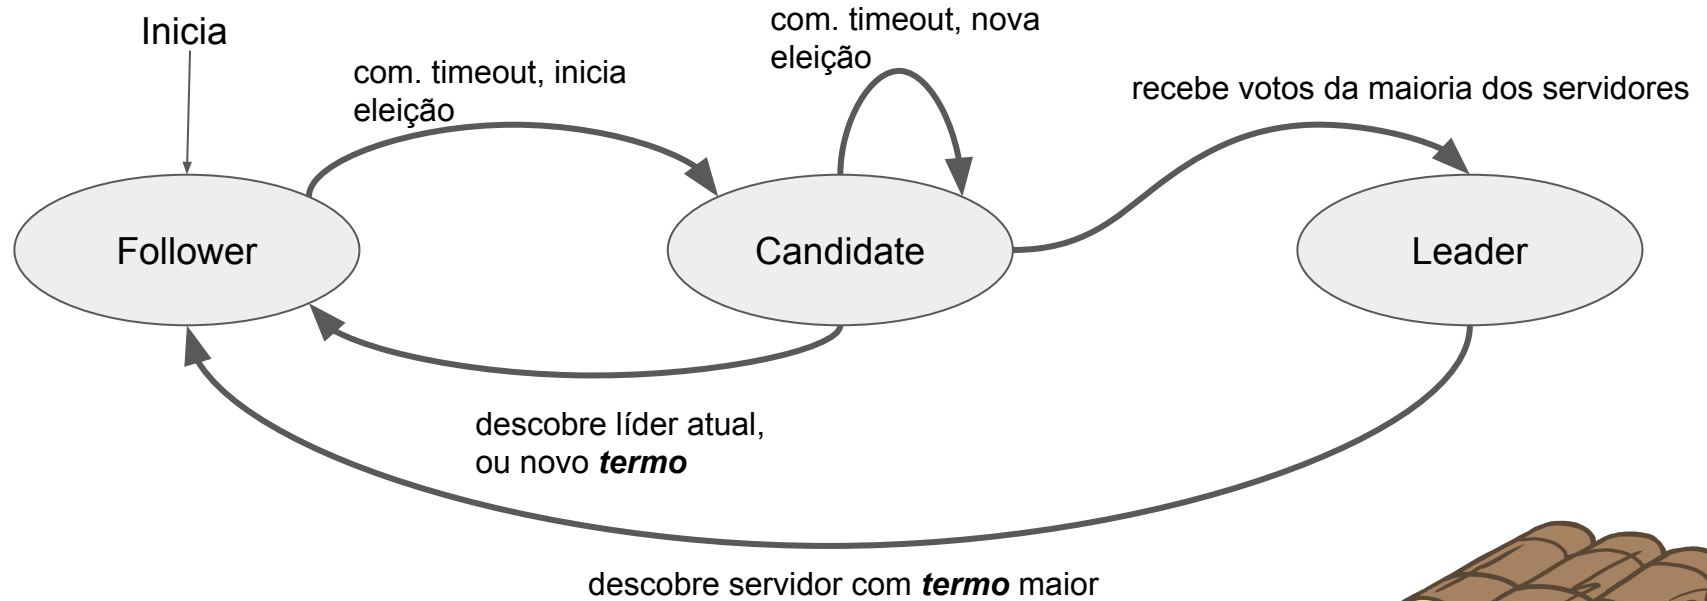 Inicia
com. timeout, inicia
eleição
com. timeout, nova
eleição
recebe votos da maioria dos servidores
Follower
Candidate
Leader
descobre líder atual,
ou novo termo
descobre servidor com termo maior